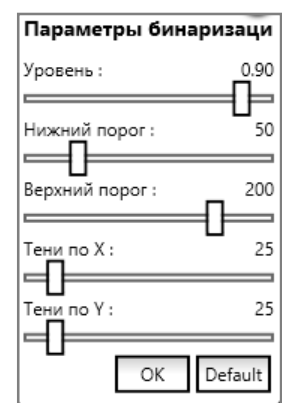 Параметры бинаризаци
Уровень : 0.90
Нижний порог : 50
Верхний порог : 200
Тени по X : 25
Тени по Y : 25
OK Default